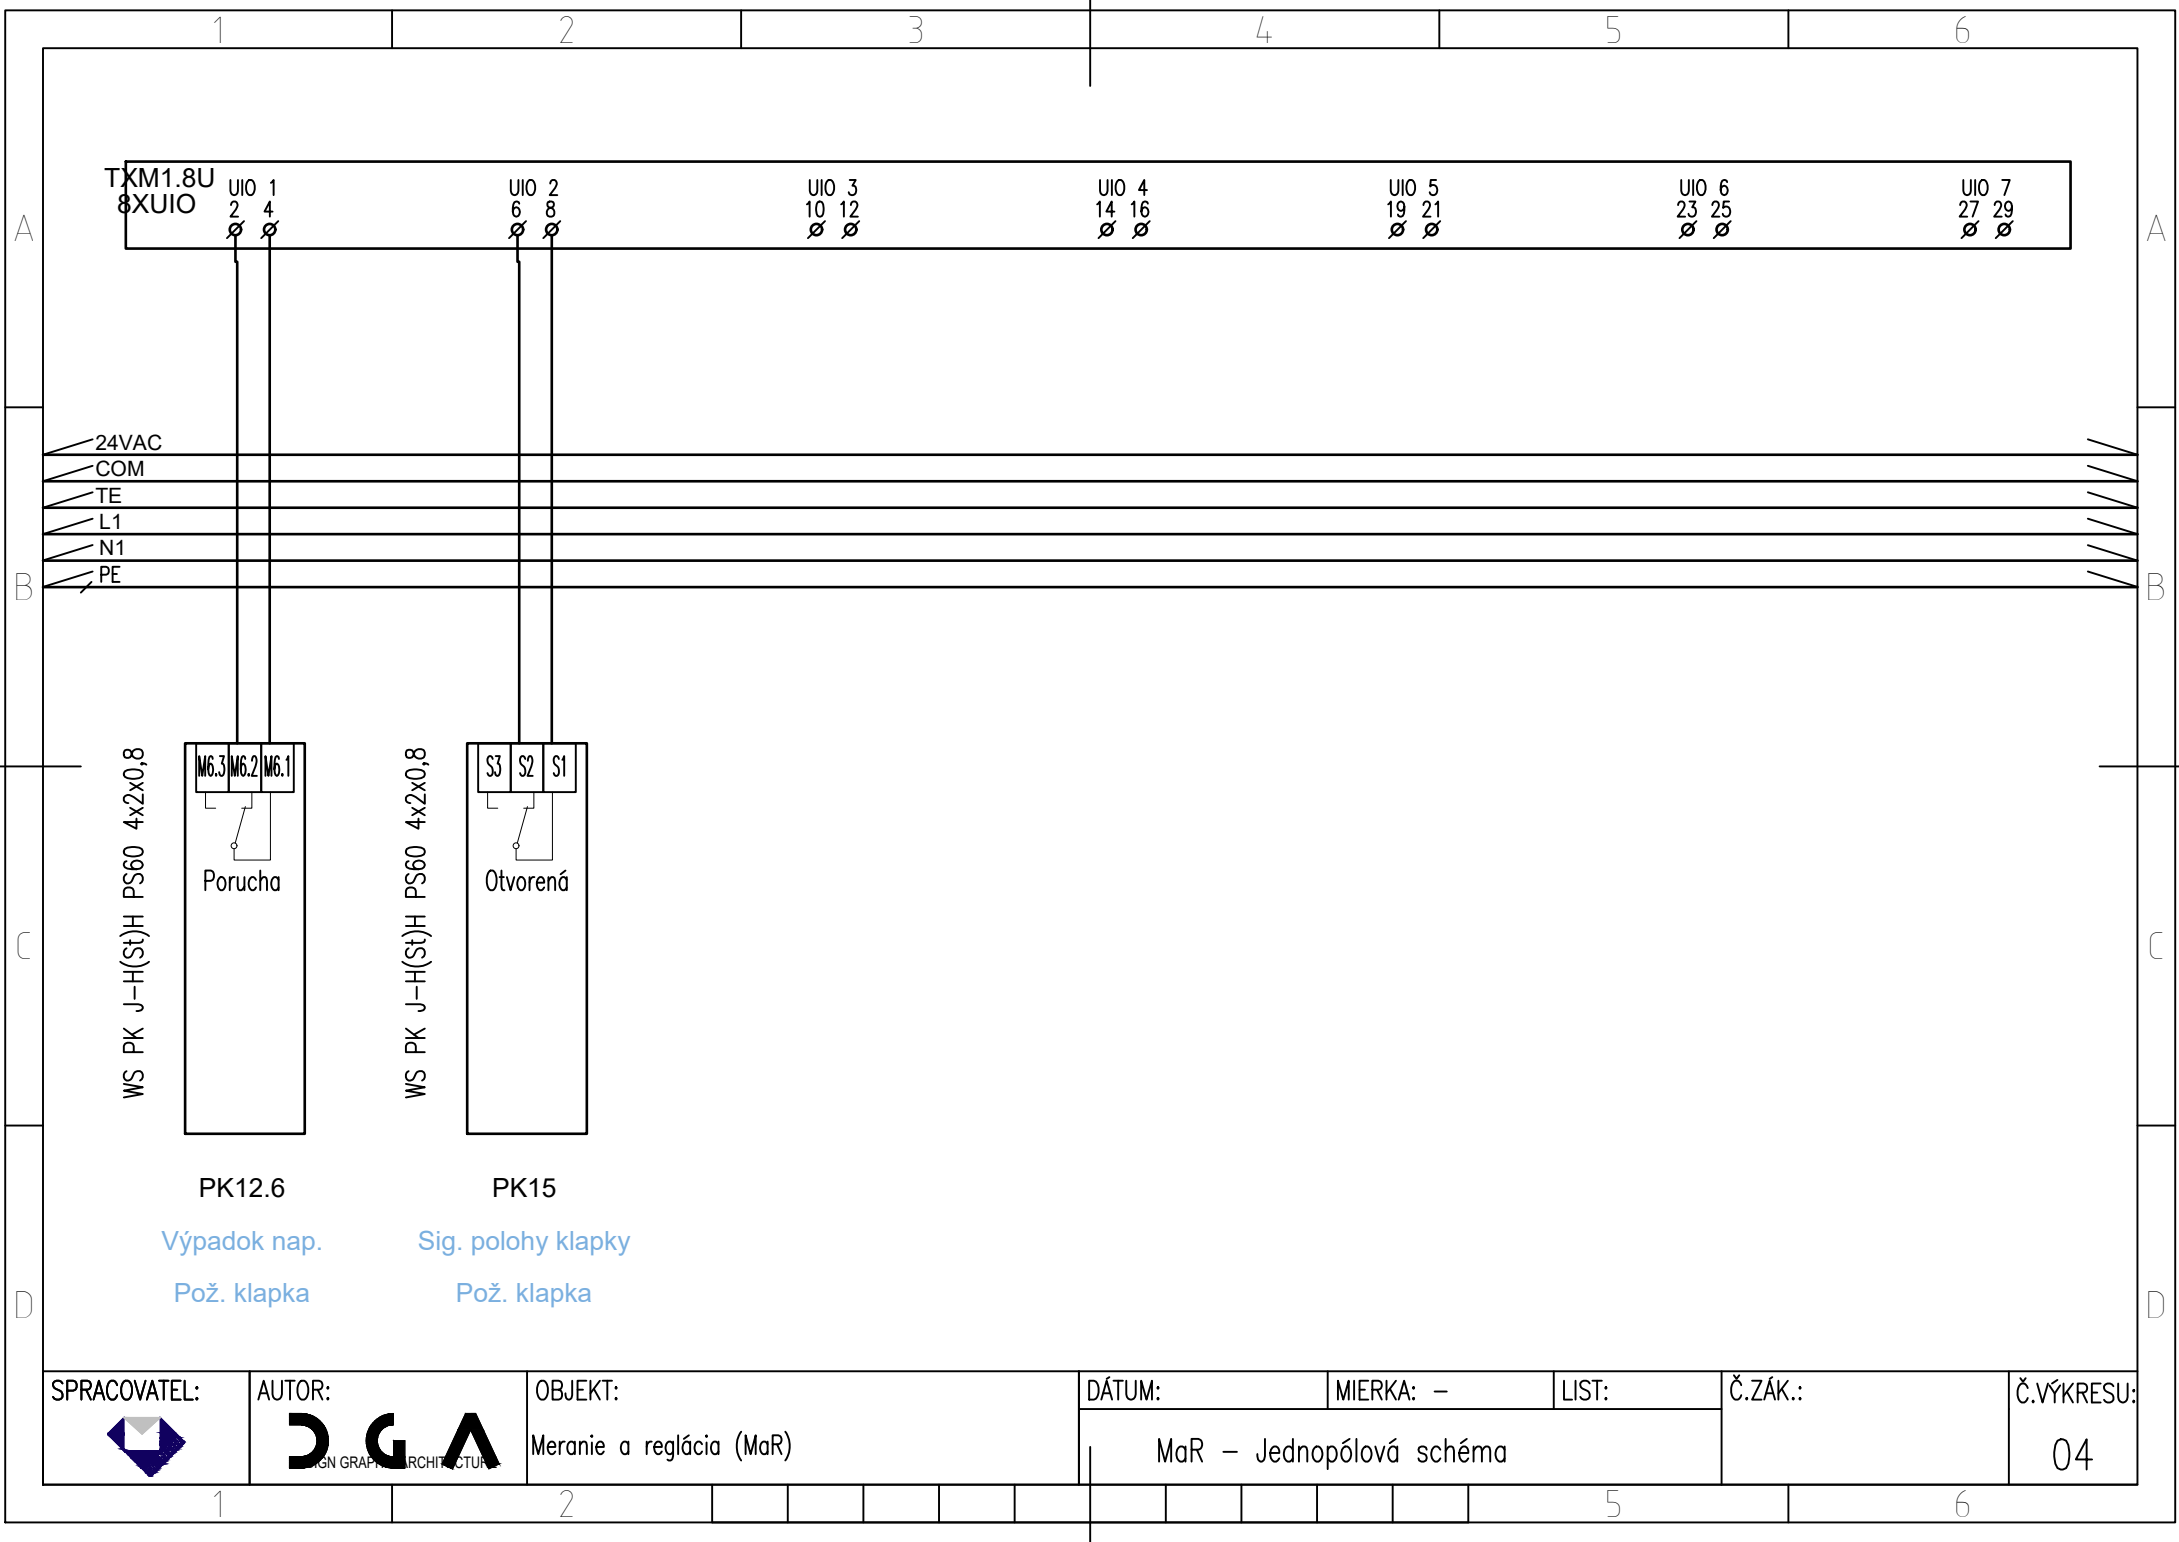 1 2 3 4 5 6
TXM1.8U
8XUIO
UIO 1
2 4
UIO 2
6 8
UIO 3
10 12
UIO 4
14 16
UIO 5
19 21
UIO 6
23 25
UIO 7
27 29
A A
24VAC
COM
TE
L1
N1
PE
B B
WS PK J-H(St)H PS60 4x2x0,8
M6.3 M6.2 M6.1
Porucha
WS PK J-H(St)H PS60 4x2x0,8
S3 S2 S1
Otvorená
C C
PK12.6
Výpadok nap.
Pož. klapka
PK15
Sig. polohy klapky
Pož. klapka
D D
SPRACOVATEL:
AUTOR:
DGA
OBJEKT:
Meranie a reglácia (MaR)
DÁTUM:
MIERKA: -
LIST:
MaR - Jednopólová schéma
Č.ZÁK.:
Č.VÝKRESU:
04
1 2 5 6